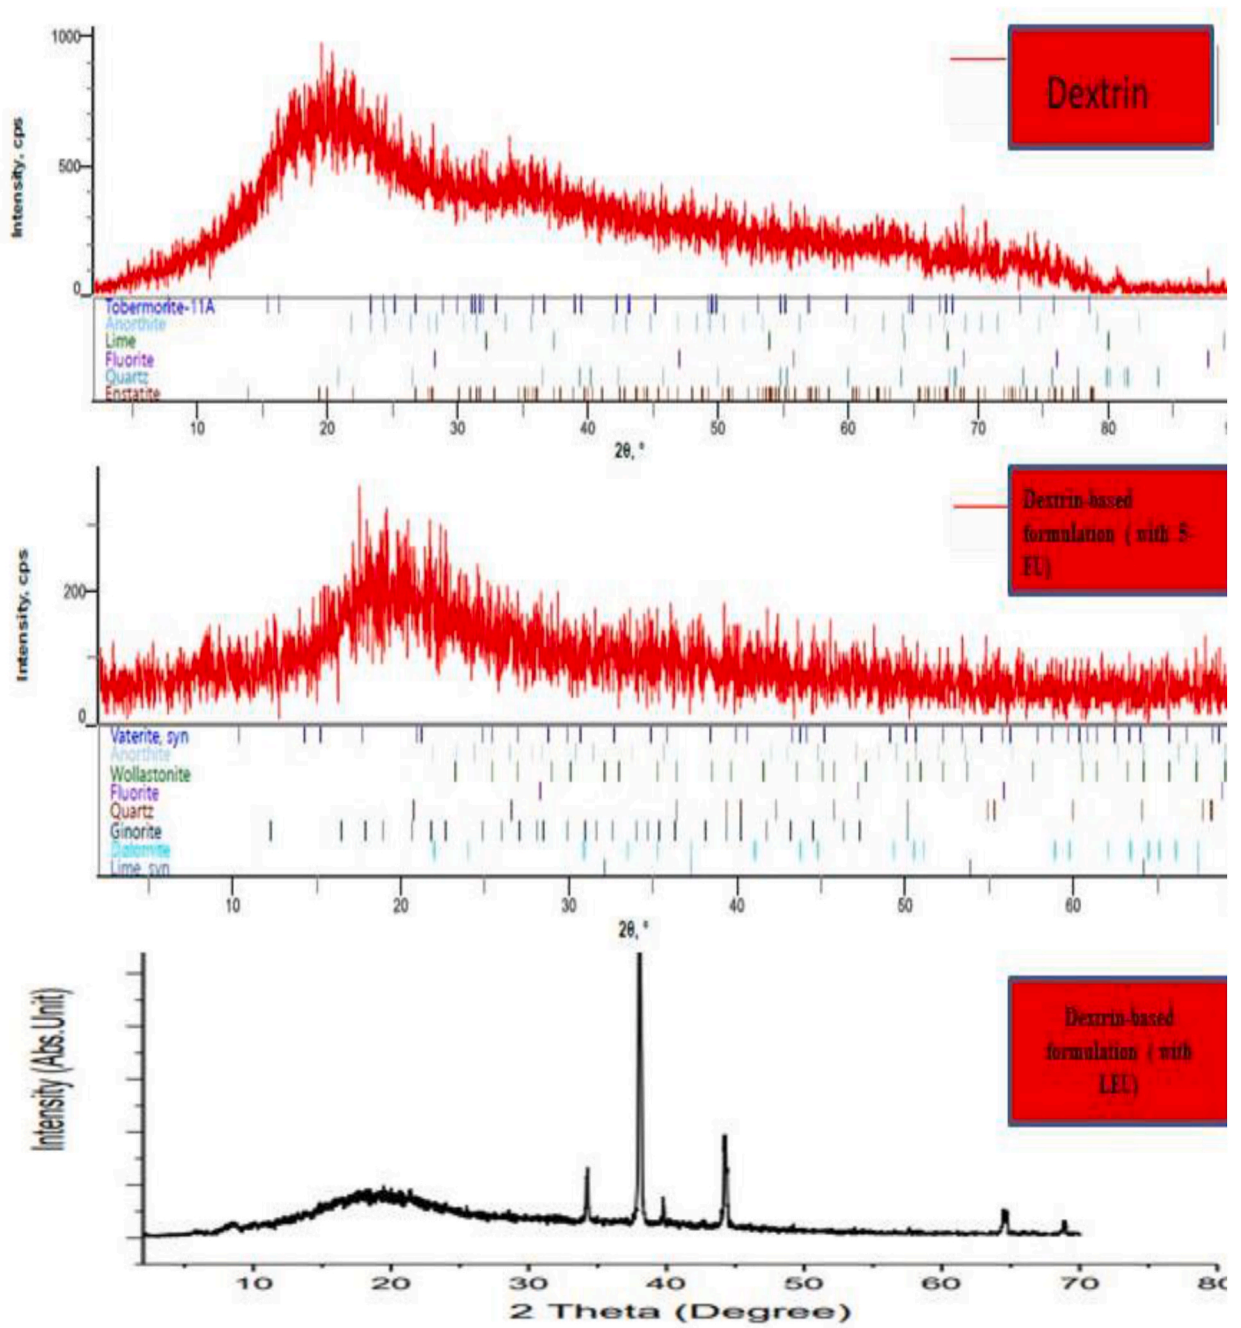 1000
Dextrin
Intensity, cps
500
0
Tobermorite-11A
Anorthite
Lime
Fluorite
Quartz
Enstatite
10 20 30 40 50 60 70 80
2θ, °
Dextrin-based
formulation ( with 5-
FU)
Intensity, cps
200
0
Vaterite, syn
Anorthite
Wollastonite
Fluorite
Quartz
Ginorite
Lime, syn
10 20 30 40 50 60
2θ, °
Dextrin-based
formulation ( with
LEU)
Intensity (Abs.Unit)
10 20 30 40 50 60 70
2 Theta (Degree)